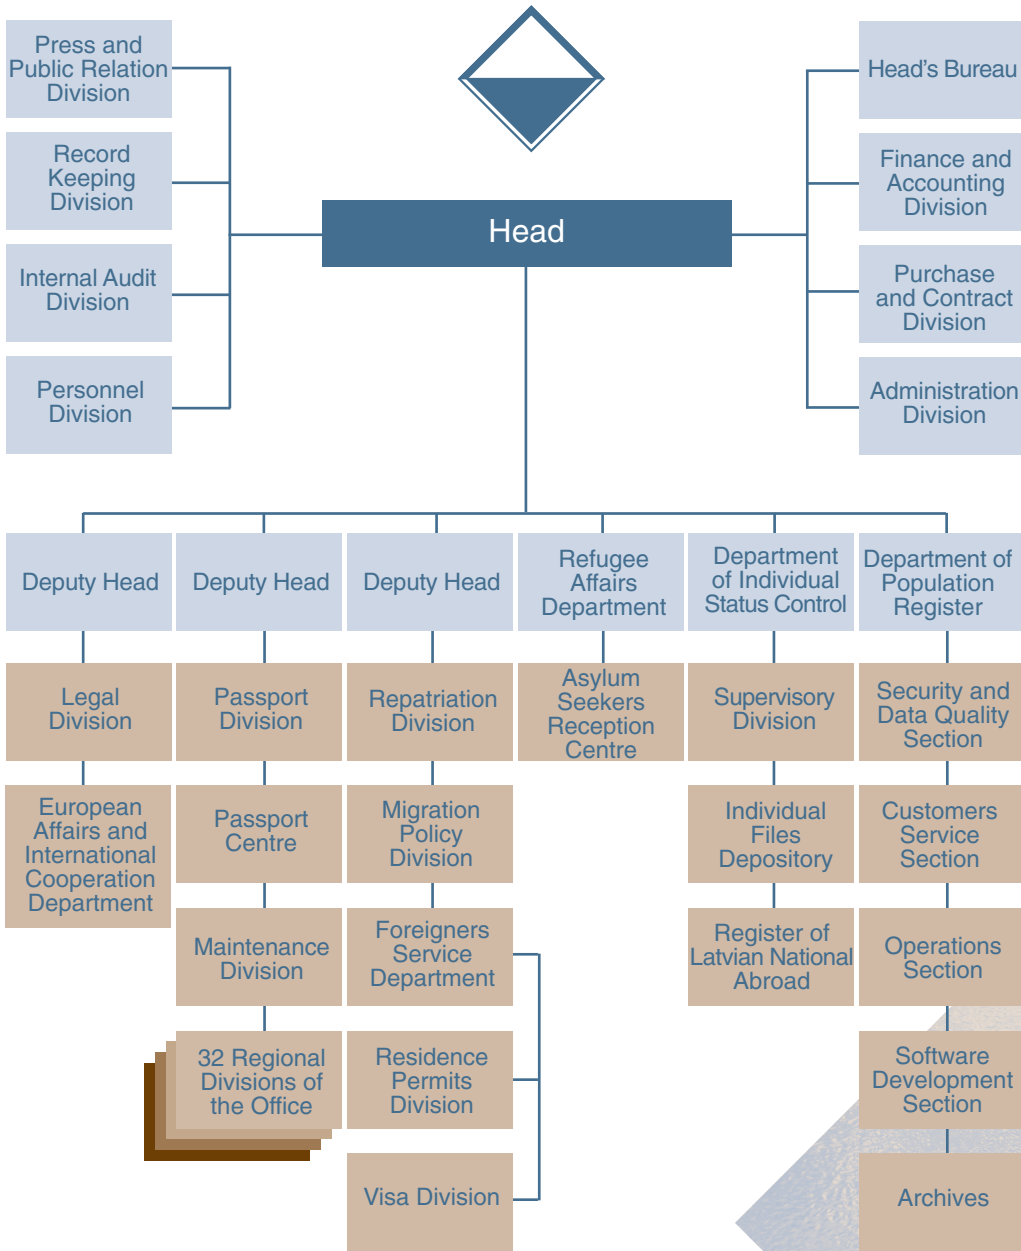 Press and
Public Relation
Division
Record
Keeping
Division
Internal Audit
Division
Personnel
Division
Head
Head's Bureau
Finance and
Accounting
Division
Purchase
and Contract
Division
Administration
Division
Deputy Head
Deputy Head
Deputy Head
Refugee
Affairs
Department
Department
of Individual
Status Control
Department of
Population
Register
Legal
Division
Passport
Division
Repatriation
Division
Asylum
Seekers
Reception
Centre
Supervisory
Division
Security and
Data Quality
Section
European
Affairs and
International
Cooperation
Department
Passport
Centre
Migration
Policy
Division
Individual
Files
Depository
Customers
Service
Section
Maintenance
Division
Foreigners
Service
Department
Register of
Latvian National
Abroad
Operations
Section
32 Regional
Divisions of
the Office
Residence
Permits
Division
Software
Development
Section
Visa Division
Archives